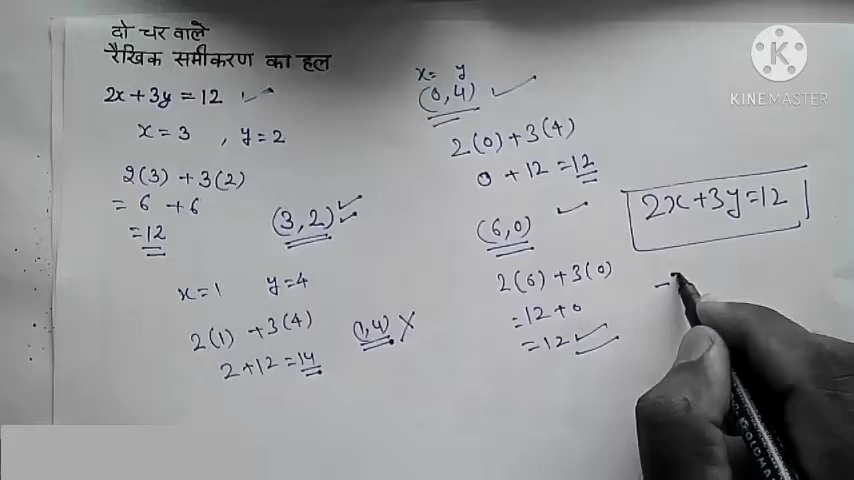 दो चर वाले
रैखिक समीकरण का हल
2x + 3y = 12 ✓
x = 3 , y = 2
2(3) + 3(2)
= 6 + 6
= 12
(3, 2) ✓✓
x = 1 y = 4
2(1) + 3(4)
2 + 12 = 14
(1, 4) X
x = y
(0, 4) ✓
2(0) + 3(4)
0 + 12 = 12
(6, 0) ✓
2(6) + 3(0)
= 12 + 0
= 12 ✓
2x + 3y = 12
KINEMASTER